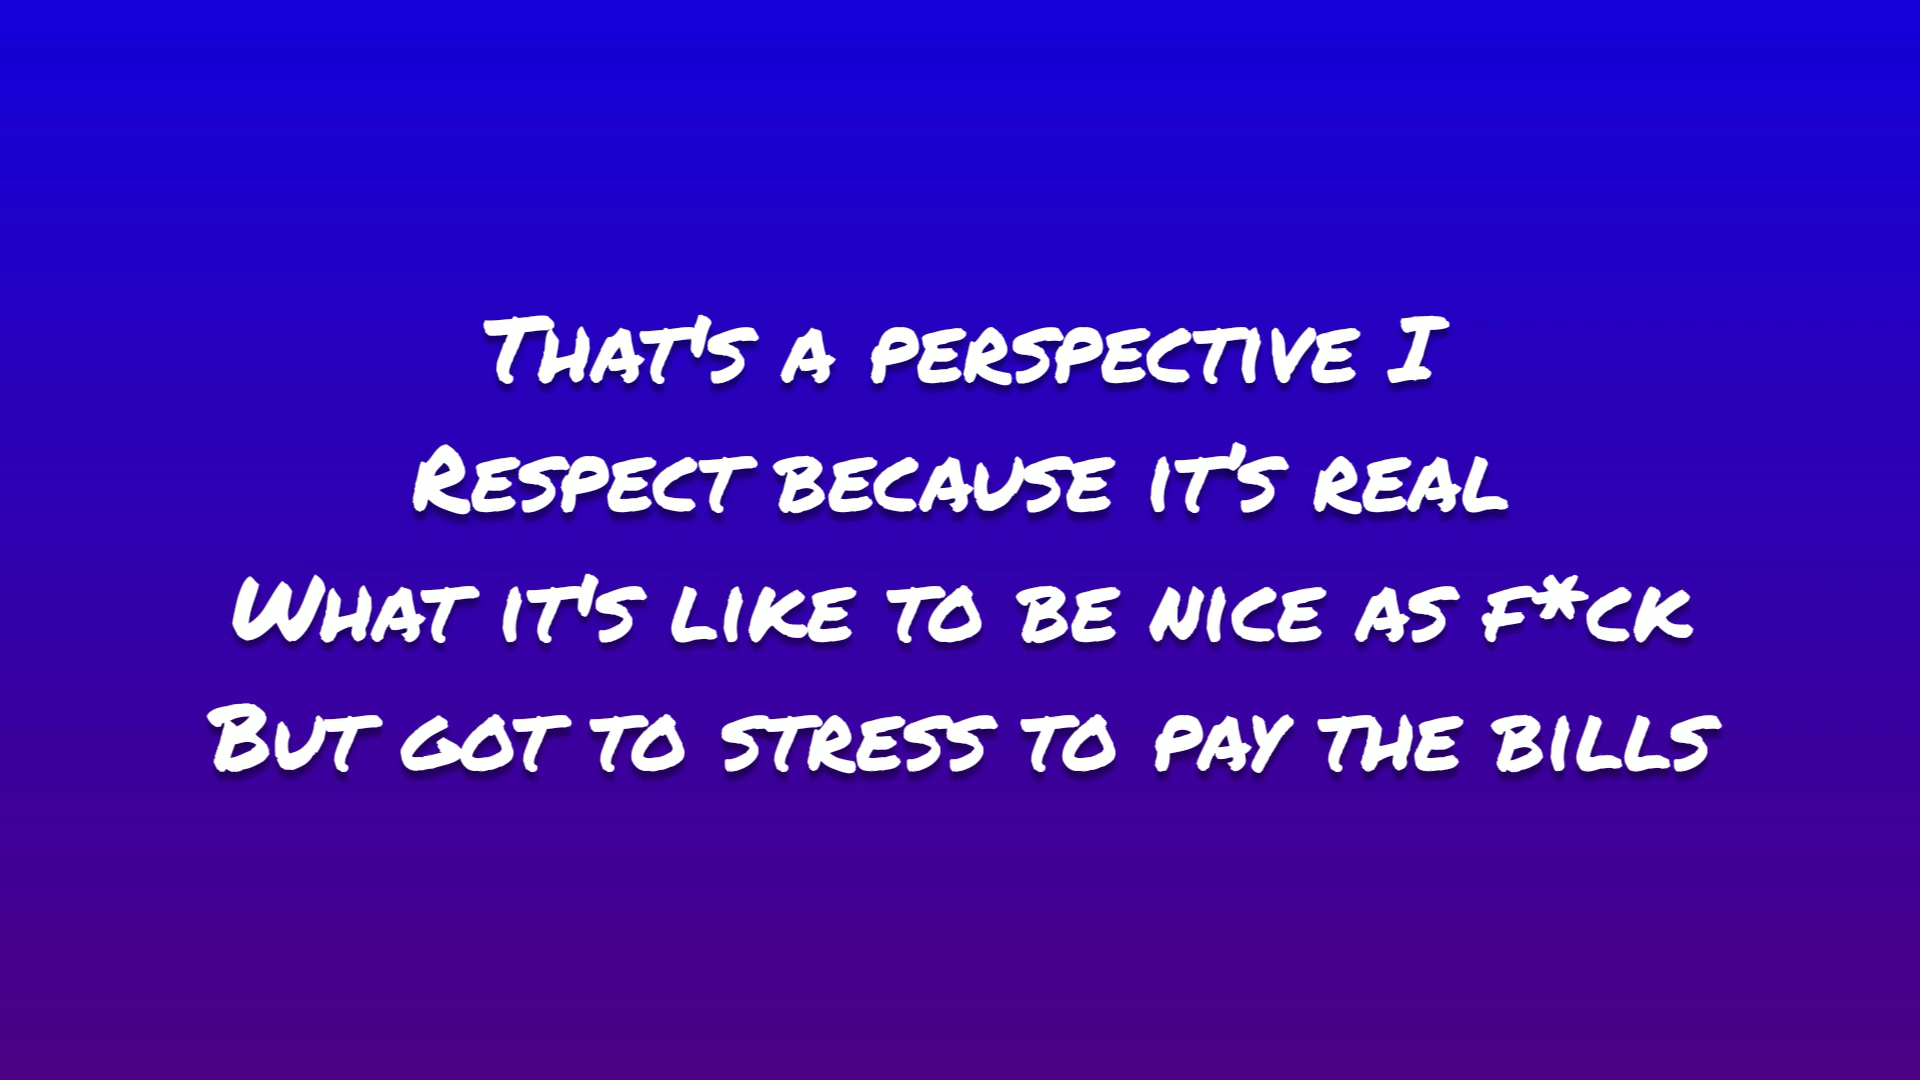 That's a perspective I
Respect because it's real
What it's like to be nice as f*ck
But got to stress to pay the bills